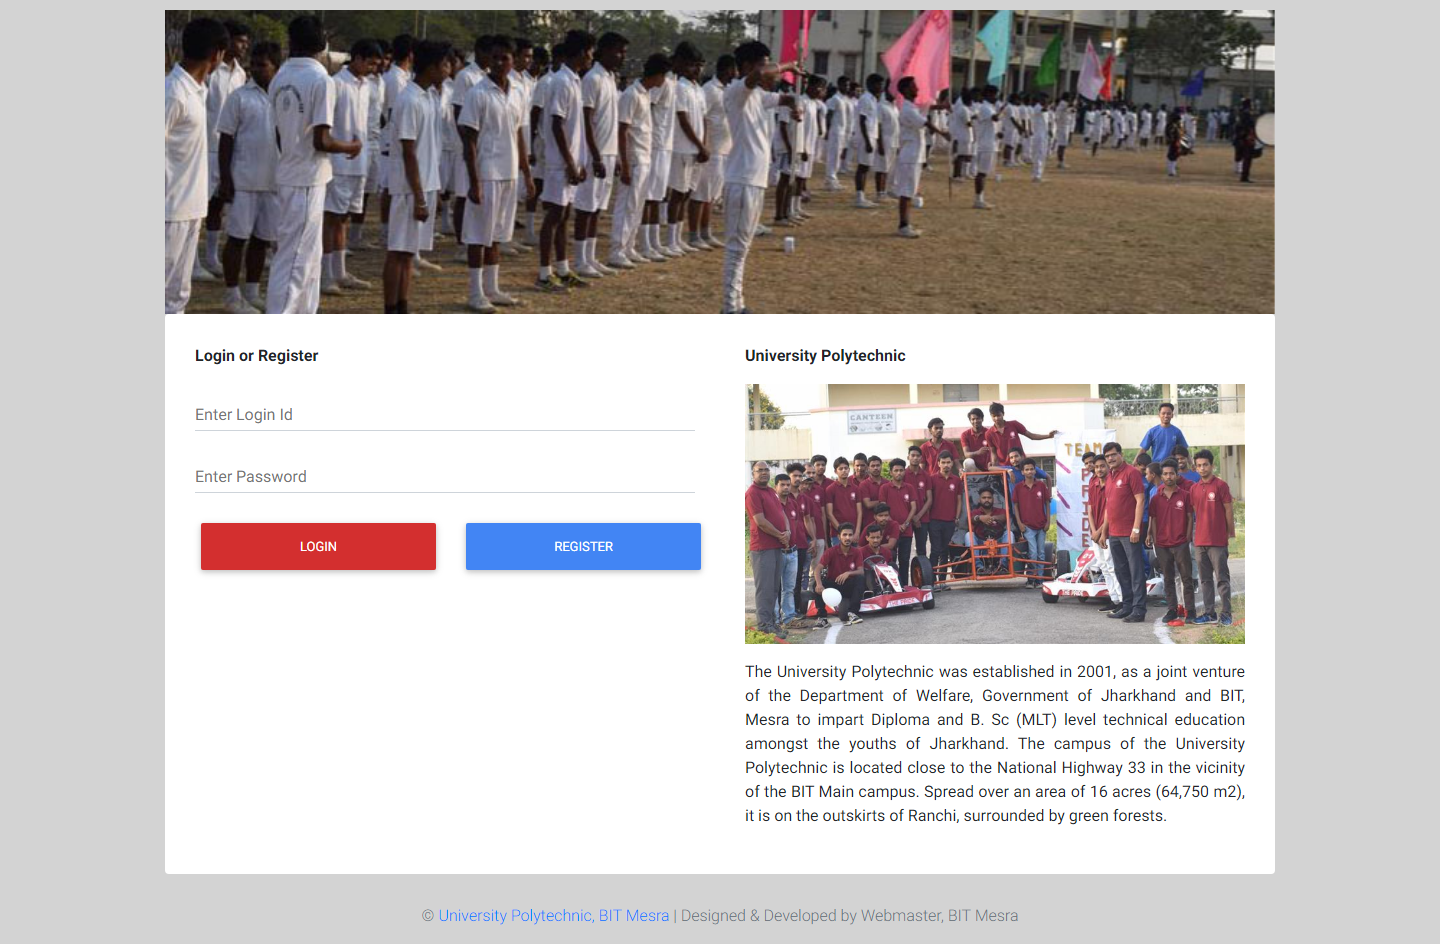 Login or Register
Enter Login Id
Enter Password
LOGIN
REGISTER
University Polytechnic
CANTEEN
TEAM
PRIDE
THE PRIDE
THE PRIDE
The University Polytechnic was established in 2001, as a joint venture
of the Department of Welfare, Government of Jharkhand and BIT,
Mesra to impart Diploma and B. Sc (MLT) level technical education
amongst the youths of Jharkhand. The campus of the University
Polytechnic is located close to the National Highway 33 in the vicinity
of the BIT Main campus. Spread over an area of 16 acres (64,750 m2),
it is on the outskirts of Ranchi, surrounded by green forests.
© University Polytechnic, BIT Mesra | Designed & Developed by Webmaster, BIT Mesra